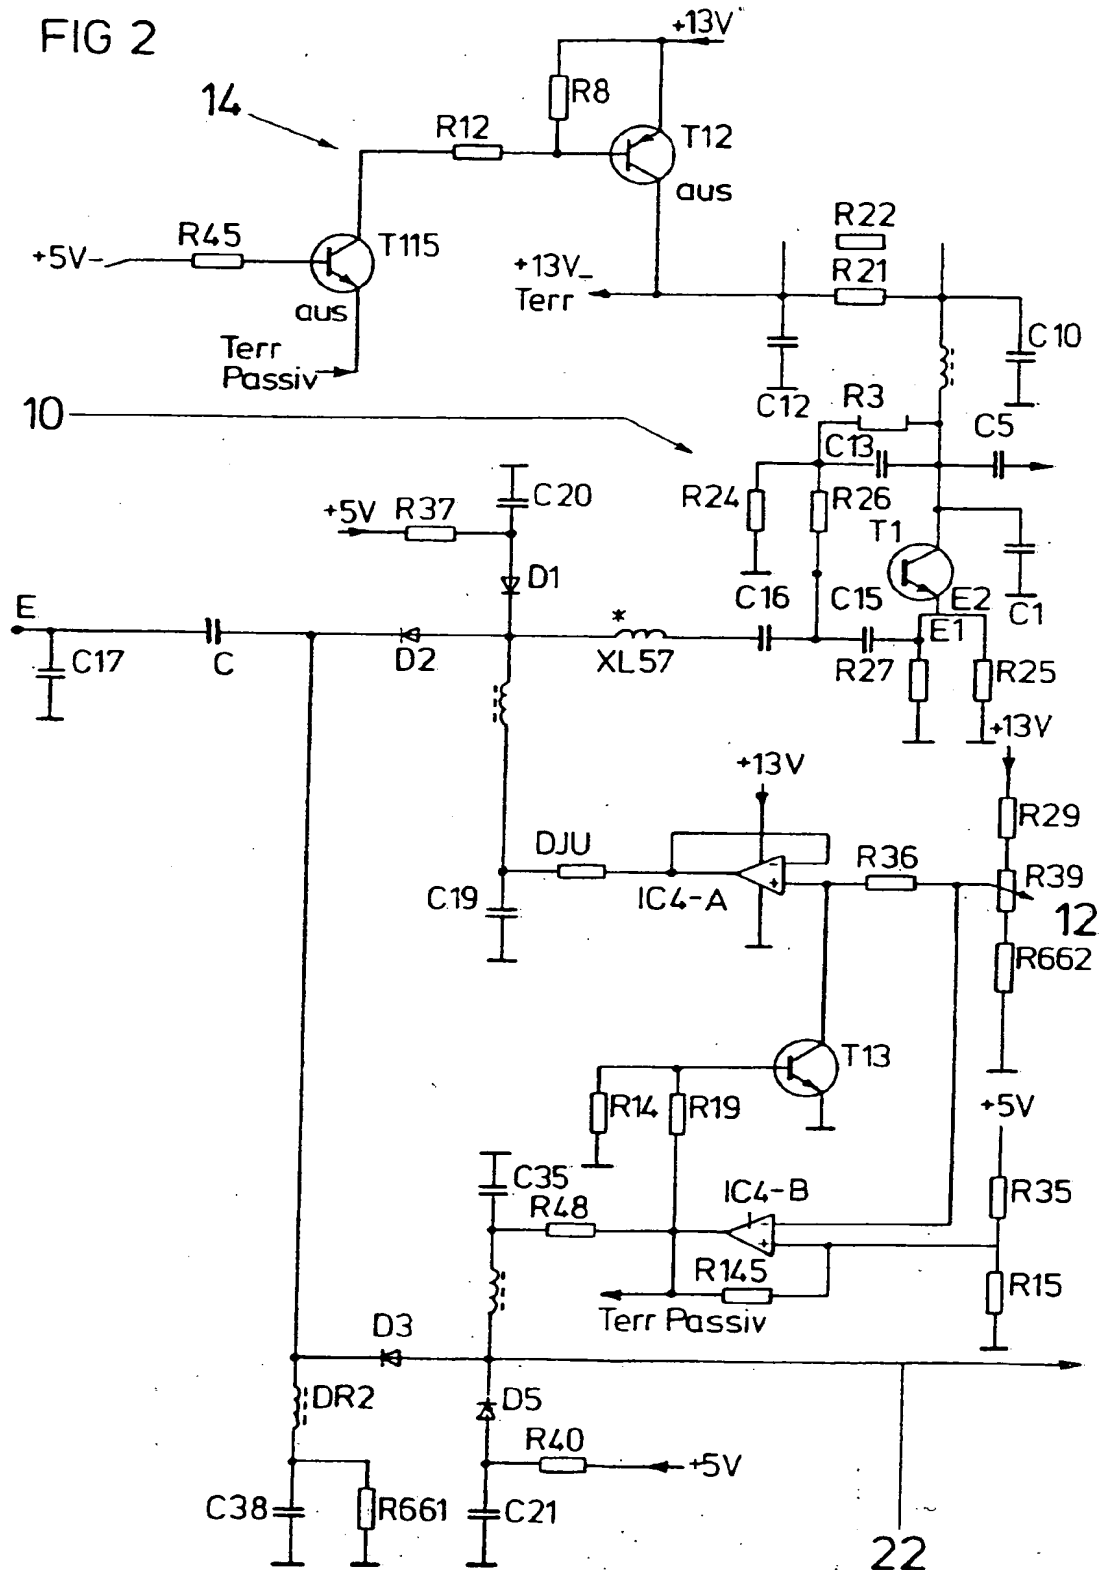 FIG 2
+13V
14
R8
R12
T12
aus
R45
T115
+5V
aus
Terr
Passiv
+13V
Terr
R22
R21
C10
C12
10
R3
C13
C5
R24
R26
T1
C20
+5V
R37
D1
C16
C15
E2
C1
E
E1
*
C17
C
D2
XL57
R27
R25
+13V
+13V
R29
DJU
R36
R39
C19
IC4-A
12
R662
T13
R14
R19
+5V
C35
IC4-B
R48
R35
-
+
R145
R15
Terr Passiv
D3
DR2
D5
R40
+5V
C38
R661
C21
22